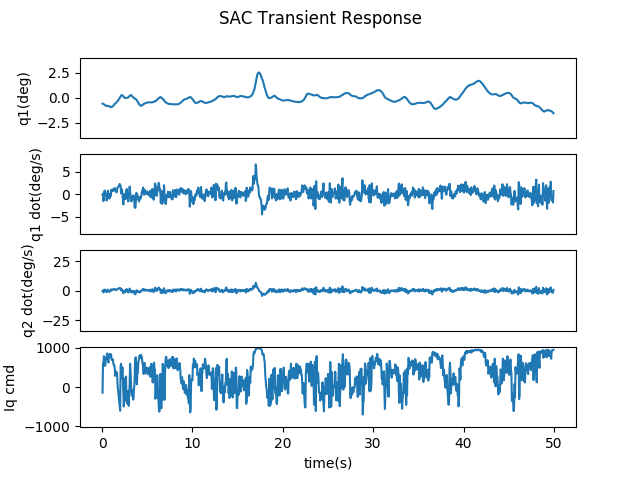 SAC Transient Response
q1(deg)
2.5
0.0
−2.5
q1 dot(deg/s)
5
0
−5
q2 dot(deg/s)
25
0
−25
Iq cmd
1000
0
−1000
0 10 20 30 40 50
time(s)